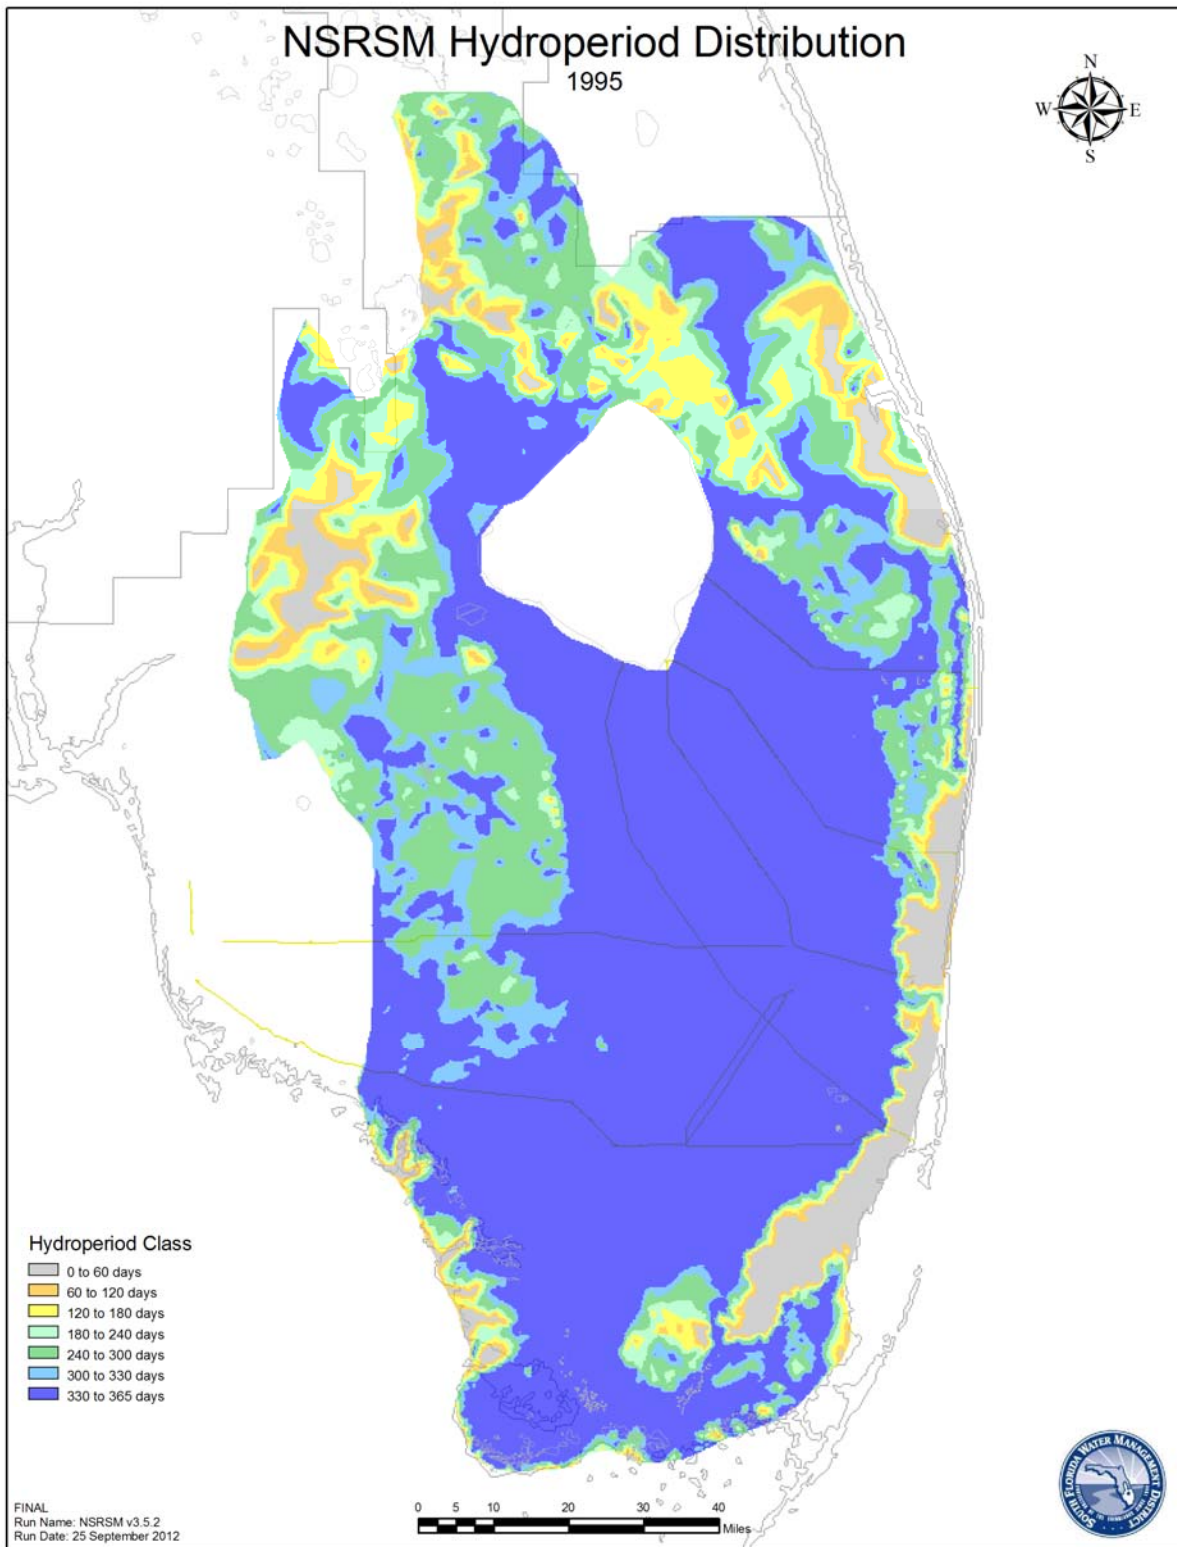 NSRSM Hydroperiod Distribution
1995
N
W E
S
Hydroperiod Class
0 to 60 days
60 to 120 days
120 to 180 days
180 to 240 days
240 to 300 days
300 to 330 days
330 to 365 days
FINAL
Run Name: NSRSM v3.5.2
Run Date: 25 September 2012
0 5 10 20 30 40
Miles
SOUTH FLORIDA WATER MANAGEMENT DISTRICT